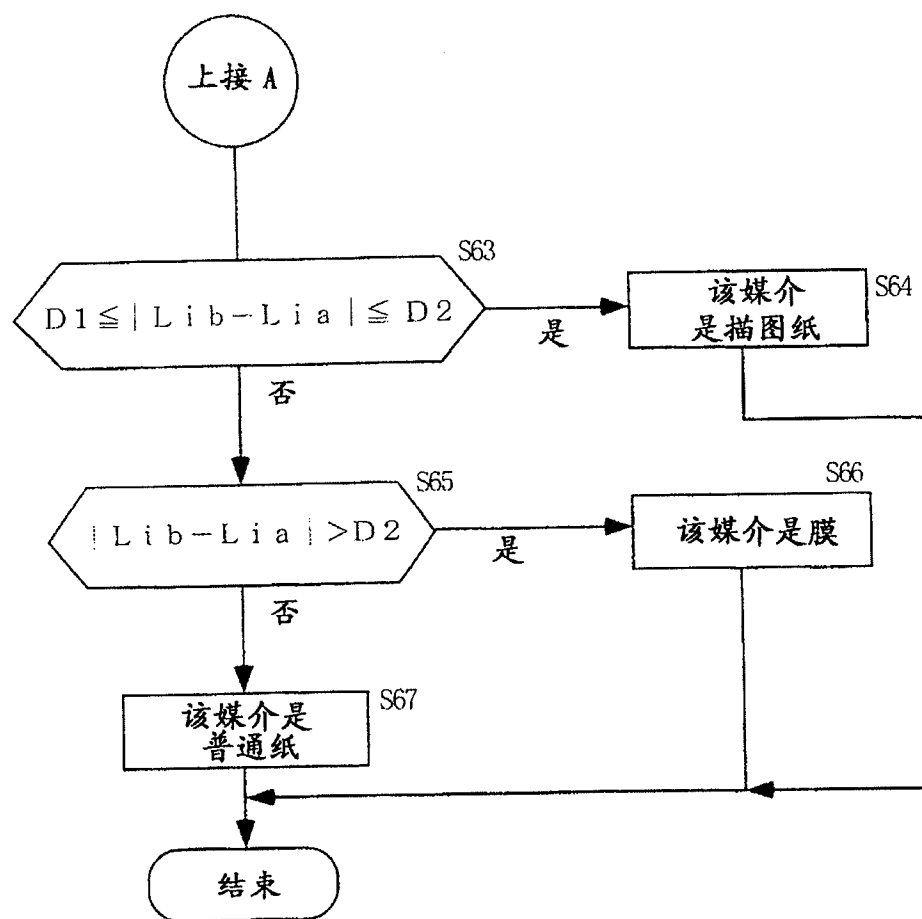 上接 A
S63
D1≦|Lib-Lia|≦D2
是
该媒介
是描图纸
S64
否
S65
|Lib-Lia|>D2
是
S66
该媒介是膜
否
该媒介是
普通纸
S67
结束